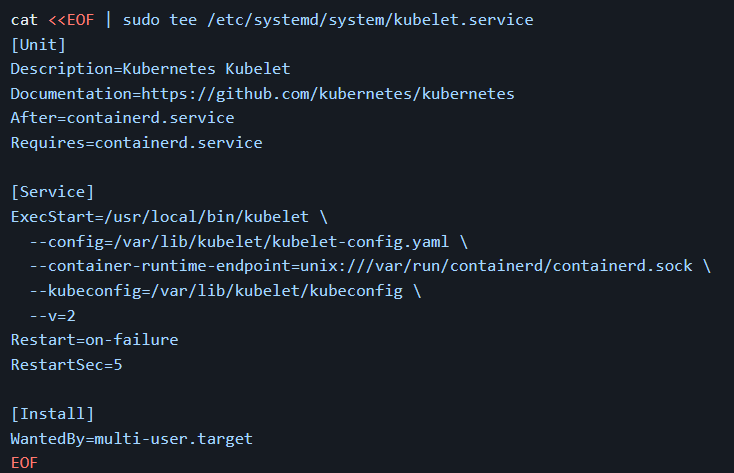 cat <<EOF | sudo tee /etc/systemd/system/kubelet.service
[Unit]
Description=Kubernetes Kubelet
Documentation=https://github.com/kubernetes/kubernetes
After=containerd.service
Requires=containerd.service

[Service]
ExecStart=/usr/local/bin/kubelet \
  --config=/var/lib/kubelet/kubelet-config.yaml \
  --container-runtime-endpoint=unix:///var/run/containerd/containerd.sock \
  --kubeconfig=/var/lib/kubelet/kubeconfig \
  --v=2
Restart=on-failure
RestartSec=5

[Install]
WantedBy=multi-user.target
EOF